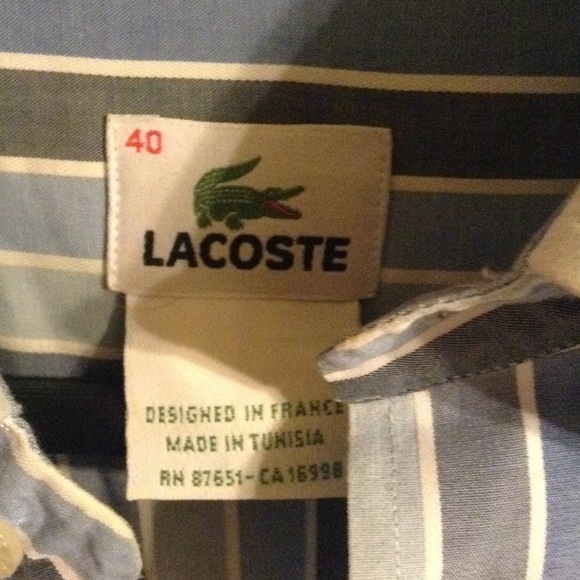 40
LACOSTE
DESIGNED IN FRANCE
MADE IN TUNISIA
RN 87651-CA 16998